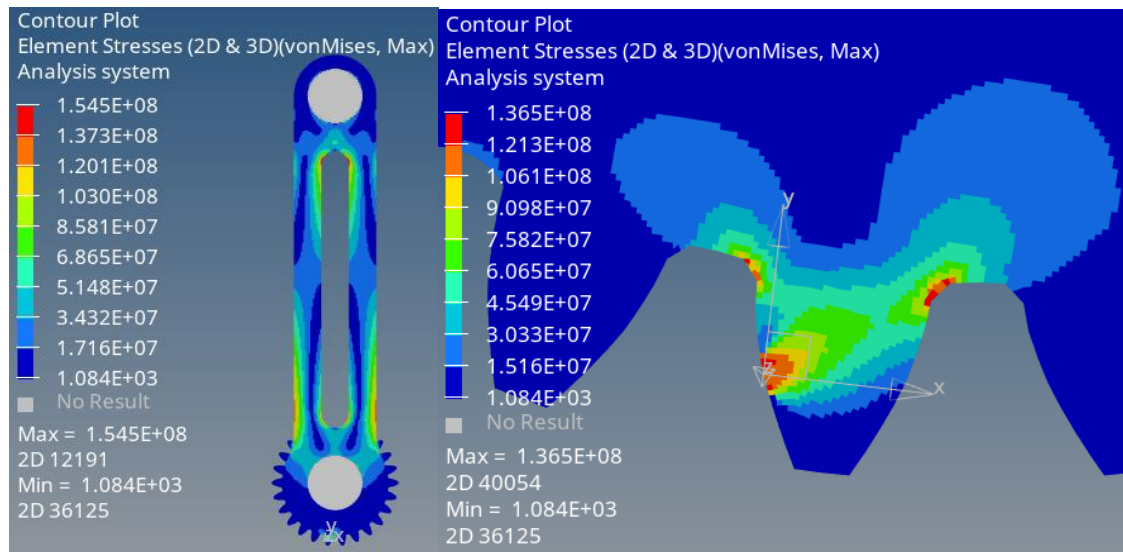 Contour Plot
Element Stresses (2D & 3D)(vonMises, Max)
Analysis system
1.545E+08
1.373E+08
1.201E+08
1.030E+08
8.581E+07
6.865E+07
5.148E+07
3.432E+07
1.716E+07
1.084E+03
No Result
Max = 1.545E+08
2D 12191
Min = 1.084E+03
2D 36125
y
zx
Contour Plot
Element Stresses (2D & 3D)(vonMises, Max)
Analysis system
1.365E+08
1.213E+08
1.061E+08
9.098E+07
7.582E+07
6.065E+07
4.549E+07
3.033E+07
1.516E+07
1.084E+03
No Result
Max = 1.365E+08
2D 40054
Min = 1.084E+03
2D 36125
y
z
x